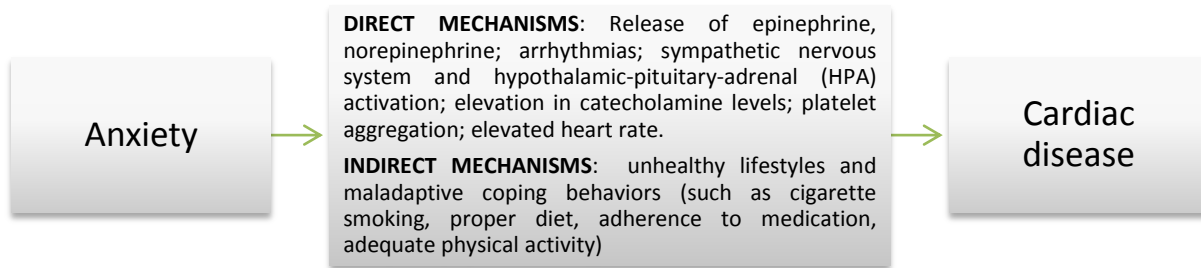 Anxiety
DIRECT MECHANISMS: Release of epinephrine,
norepinephrine; arrhythmias; sympathetic nervous
system and hypothalamic-pituitary-adrenal (HPA)
activation; elevation in catecholamine levels; platelet
aggregation; elevated heart rate.
INDIRECT MECHANISMS: unhealthy lifestyles and
maladaptive coping behaviors (such as cigarette
smoking, proper diet, adherence to medication,
adequate physical activity)
Cardiac
disease